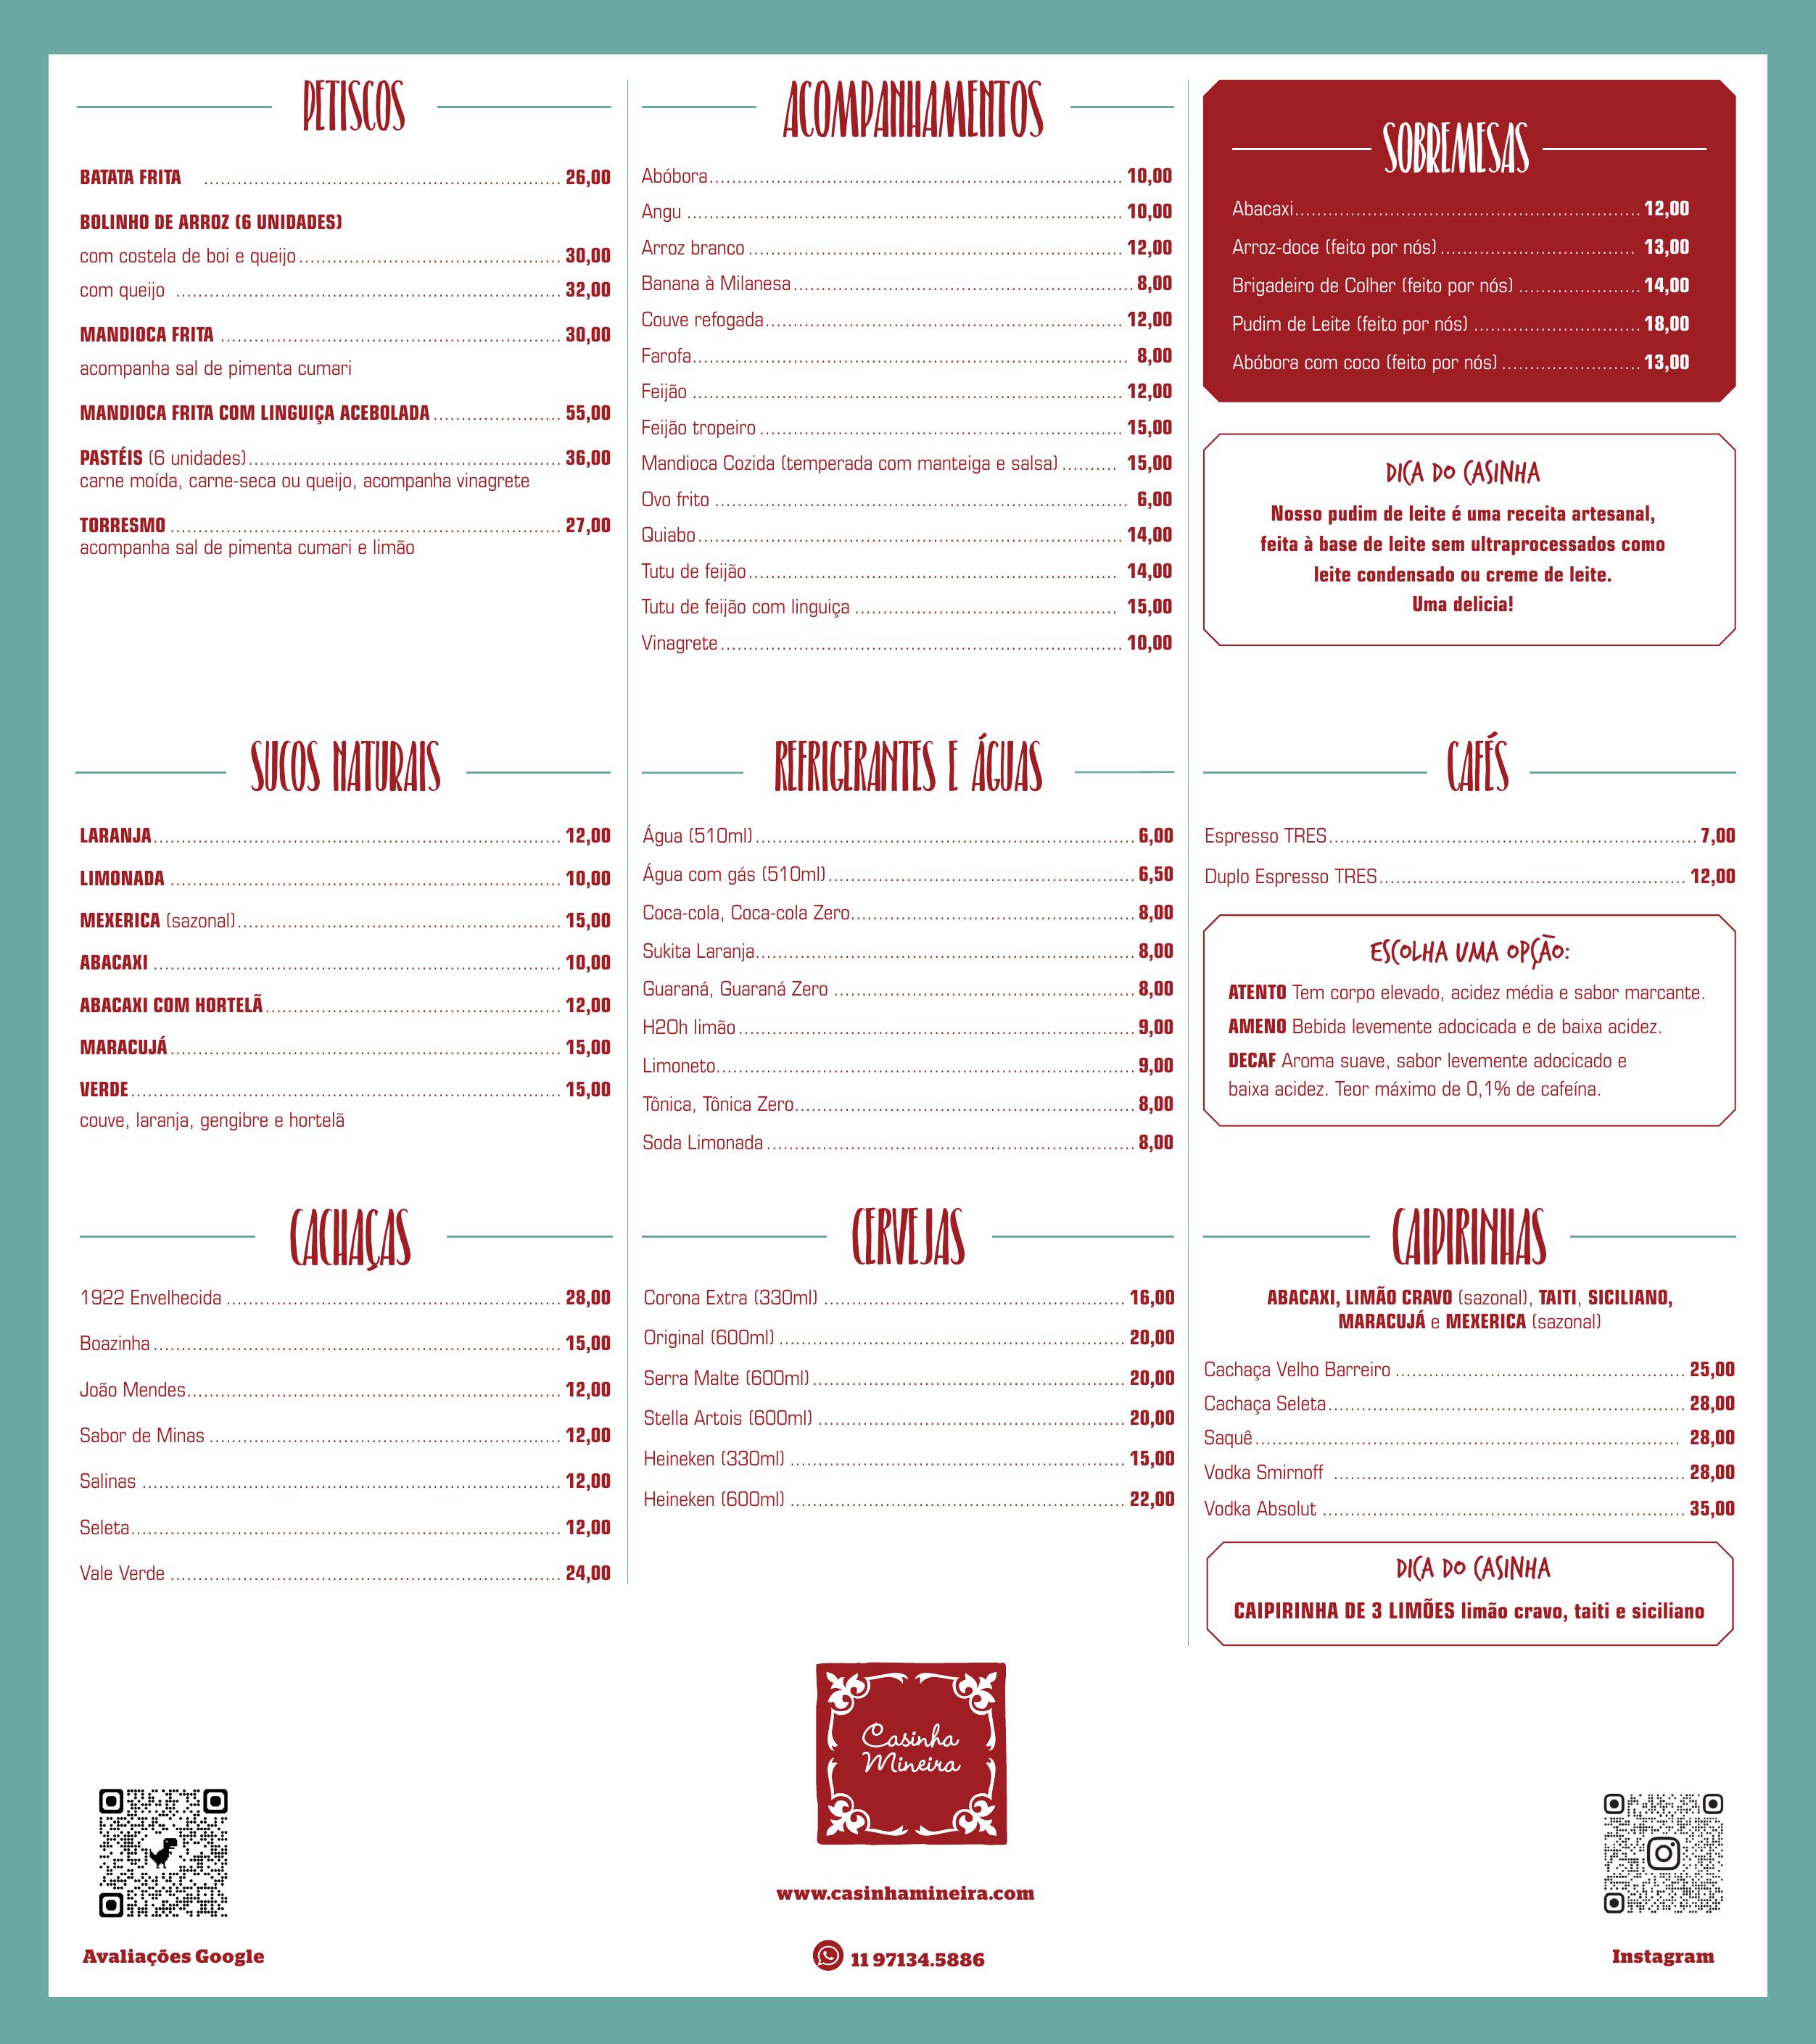 PETISCOS
BATATA FRITA 26,00
BOLINHO DE ARROZ (6 UNIDADES)
com costela de boi e queijo 30,00
com queijo 32,00
MANDIOCA FRITA 30,00
acompanha sal de pimenta cumari
MANDIOCA FRITA COM LINGUIÇA ACEBOLADA 55,00
PASTÉIS (6 unidades) 36,00
carne moída, carne-seca ou queijo, acompanha vinagrete
TORRESMO 27,00
acompanha sal de pimenta cumari e limão
ACOMPANHAMENTOS
Abóbora 10,00
Angu 10,00
Arroz branco 12,00
Banana à Milanesa 8,00
Couve refogada 12,00
Farofa 8,00
Feijão 12,00
Feijão tropeiro 15,00
Mandioca Cozida (temperada com manteiga e salsa) 15,00
Ovo frito 6,00
Quiabo 14,00
Tutu de feijão 14,00
Tutu de feijão com linguiça 15,00
Vinagrete 10,00
SOBREMESAS
Abacaxi 12,00
Arroz-doce (feito por nós) 13,00
Brigadeiro de Colher (feito por nós) 14,00
Pudim de Leite (feito por nós) 18,00
Abóbora com coco (feito por nós) 13,00
DICA DO CASINHA
Nosso pudim de leite é uma receita artesanal,
feita à base de leite sem ultraprocessados como
leite condensado ou creme de leite.
Uma delicia!
SUCOS NATURAIS
LARANJA 12,00
LIMONADA 10,00
MEXERICA (sazonal) 15,00
ABACAXI 10,00
ABACAXI COM HORTELÃ 12,00
MARACUJÁ 15,00
VERDE 15,00
couve, laranja, gengibre e hortelã
REFRIGERANTES E ÁGUAS
Água (510ml) 6,00
Água com gás (510ml) 6,50
Coca-cola, Coca-cola Zero 8,00
Sukita Laranja 8,00
Guaraná, Guaraná Zero 8,00
H2Oh limão 9,00
Limoneto 9,00
Tônica, Tônica Zero 8,00
Soda Limonada 8,00
CAFÉS
Espresso TRES 7,00
Duplo Espresso TRES 12,00
ESCOLHA UMA OPÇÃO:
ATENTO Tem corpo elevado, acidez média e sabor marcante.
AMENO Bebida levemente adocicada e de baixa acidez.
DECAF Aroma suave, sabor levemente adocicado e
baixa acidez. Teor máximo de 0,1% de cafeína.
CACHAÇAS
1922 Envelhecida 28,00
Boazinha 15,00
João Mendes 12,00
Sabor de Minas 12,00
Salinas 12,00
Seleta 12,00
Vale Verde 24,00
CERVEJAS
Corona Extra (330ml) 16,00
Original (600ml) 20,00
Serra Malte (600ml) 20,00
Stella Artois (600ml) 20,00
Heineken (330ml) 15,00
Heineken (600ml) 22,00
CAIPIRINHAS
ABACAXI, LIMÃO CRAVO (sazonal), TAITI, SICILIANO,
MARACUJÁ e MEXERICA (sazonal)
Cachaça Velho Barreiro 25,00
Cachaça Seleta 28,00
Saquê 28,00
Vodka Smirnoff 28,00
Vodka Absolut 35,00
DICA DO CASINHA
CAIPIRINHA DE 3 LIMÕES limão cravo, taiti e siciliano
Casinha
Mineira
www.casinhamineira.com
11 97134.5886
Avaliações Google
Instagram